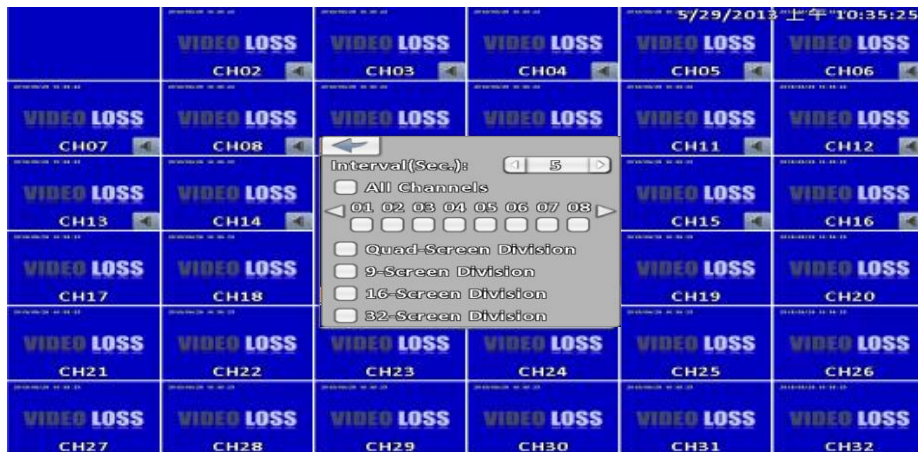 5/29/2013 上午 10:35:25
VIDEO LOSS VIDEO LOSS VIDEO LOSS VIDEO LOSS VIDEO LOSS
CH02 CH03 CH04 CH05 CH06
VIDEO LOSS VIDEO LOSS VIDEO LOSS VIDEO LOSS VIDEO LOSS VIDEO LOSS
CH07 CH08 CH11 CH12
Interval(Sec.): 5
All Channels
VIDEO LOSS VIDEO LOSS VIDEO LOSS VIDEO LOSS
01 02 03 04 05 06 07 08
CH13 CH14 CH15 CH16
Quad-Screen Division
VIDEO LOSS VIDEO LOSS VIDEO LOSS VIDEO LOSS
9-Screen Division
16-Screen Division
CH17 CH18 CH19 CH20
32-Screen Division
VIDEO LOSS VIDEO LOSS VIDEO LOSS VIDEO LOSS VIDEO LOSS VIDEO LOSS
CH21 CH22 CH23 CH24 CH25 CH26
VIDEO LOSS VIDEO LOSS VIDEO LOSS VIDEO LOSS VIDEO LOSS VIDEO LOSS
CH27 CH28 CH29 CH30 CH31 CH32